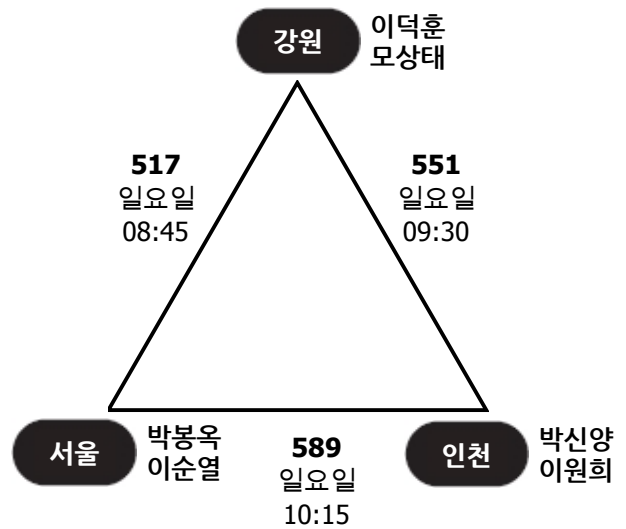 강원
이덕훈
모상태
517
일요일
08:45
551
일요일
09:30
서울
박봉옥
이순열
589
일요일
10:15
인천
박신양
이원희